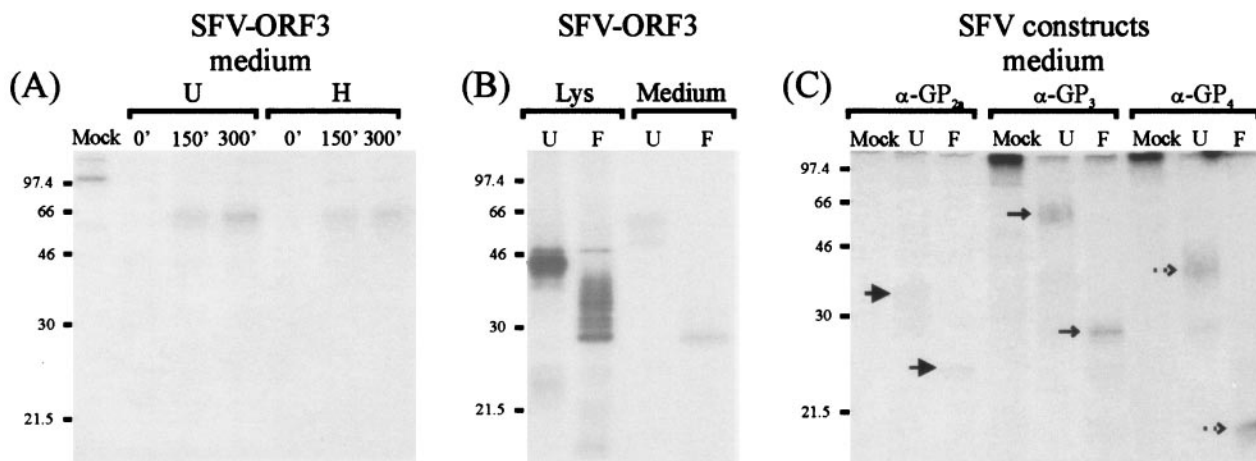 SFV-ORF3
medium
SFV-ORF3
SFV constructs
medium
(A)
U H
Mock 0' 150' 300' 0' 150' 300'
97.4
66
46
30
21.5
(B)
Lys Medium
U F U F
97.4
66
46
30
21.5
(C)
α-GP2a α-GP3 α-GP4
Mock U F Mock U F Mock U F
97.4
66
46
30
21.5